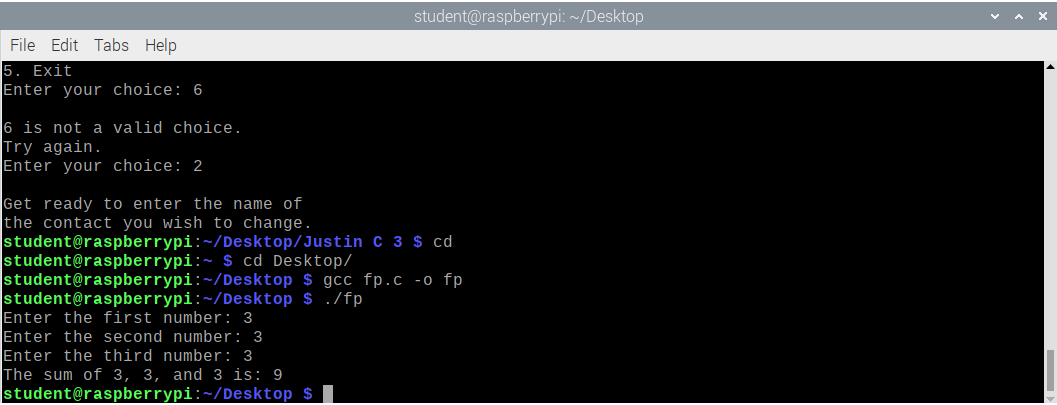 student@raspberrypi: ~/Desktop
File Edit Tabs Help
5. Exit
Enter your choice: 6
6 is not a valid choice.
Try again.
Enter your choice: 2
Get ready to enter the name of
the contact you wish to change.
student@raspberrypi:~/Desktop/Justin C 3 $ cd
student@raspberrypi:~ $ cd Desktop/
student@raspberrypi:~/Desktop $ gcc fp.c -o fp
student@raspberrypi:~/Desktop $ ./fp
Enter the first number: 3
Enter the second number: 3
Enter the third number: 3
The sum of 3, 3, and 3 is: 9
student@raspberrypi:~/Desktop $